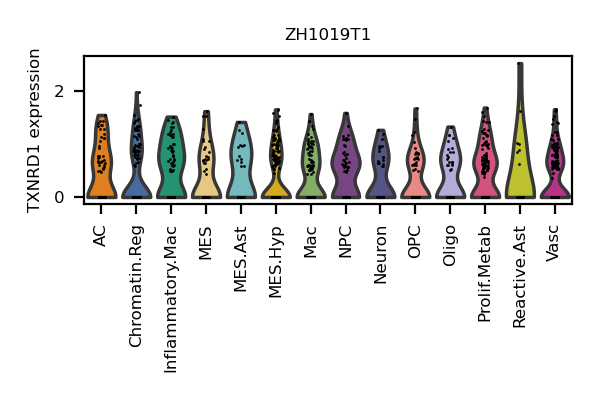 ZH1019T1
TXNRD1 expression
2
0
AC
Chromatin.Reg
Inflammatory.Mac
MES
MES.Ast
MES.Hyp
Mac
NPC
Neuron
OPC
Oligo
Prolif.Metab
Reactive.Ast
Vasc